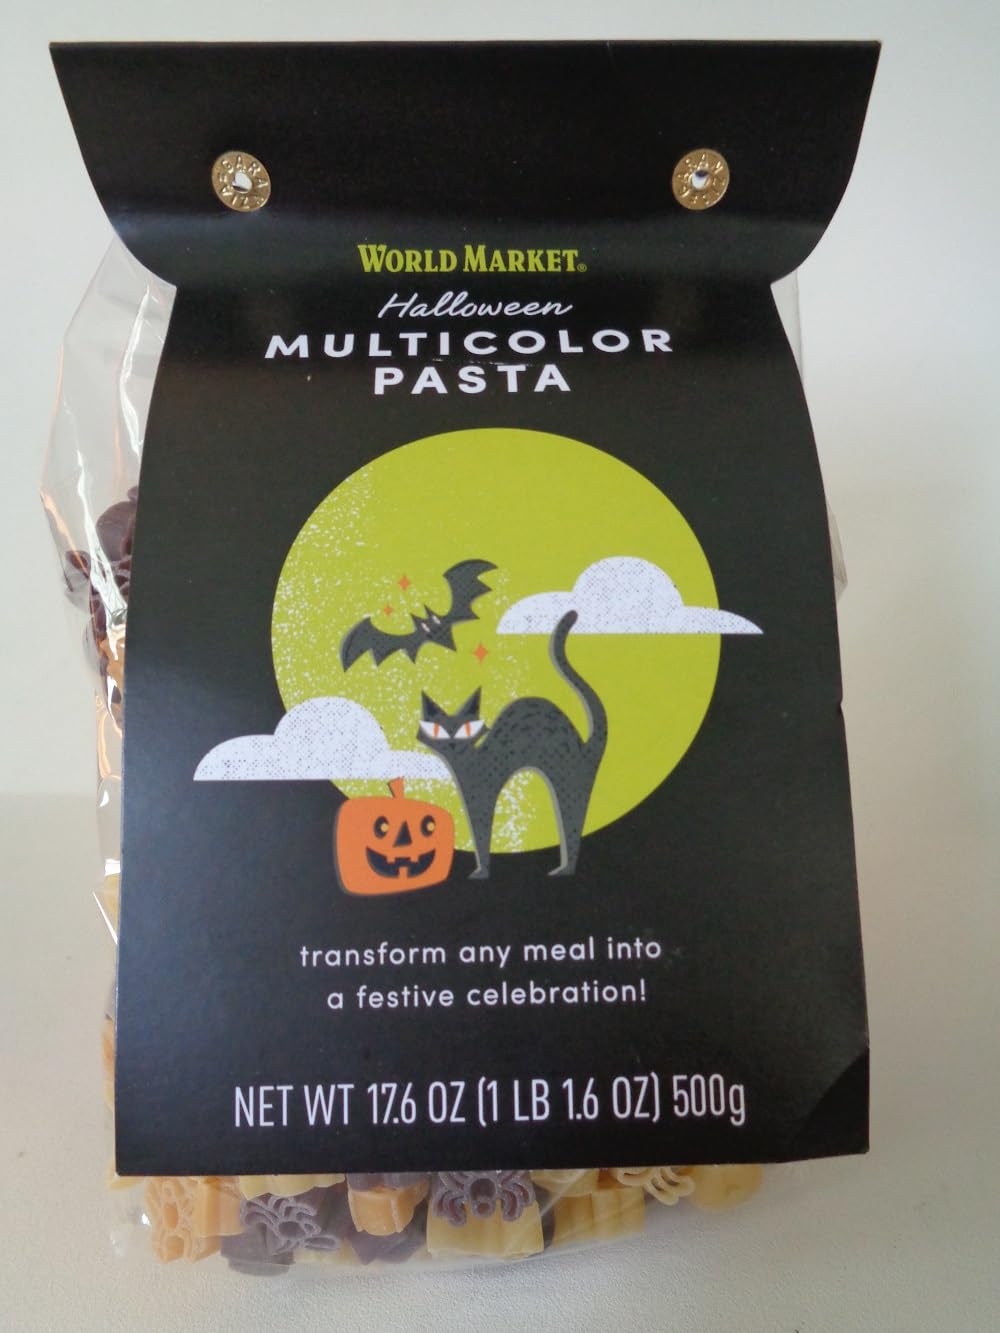 WORLD MARKET®
Halloween
MULTICOLOR
PASTA
transform any meal into
a festive celebration!
NET WT 17.6 OZ (1 LB 1.6 OZ) 500g